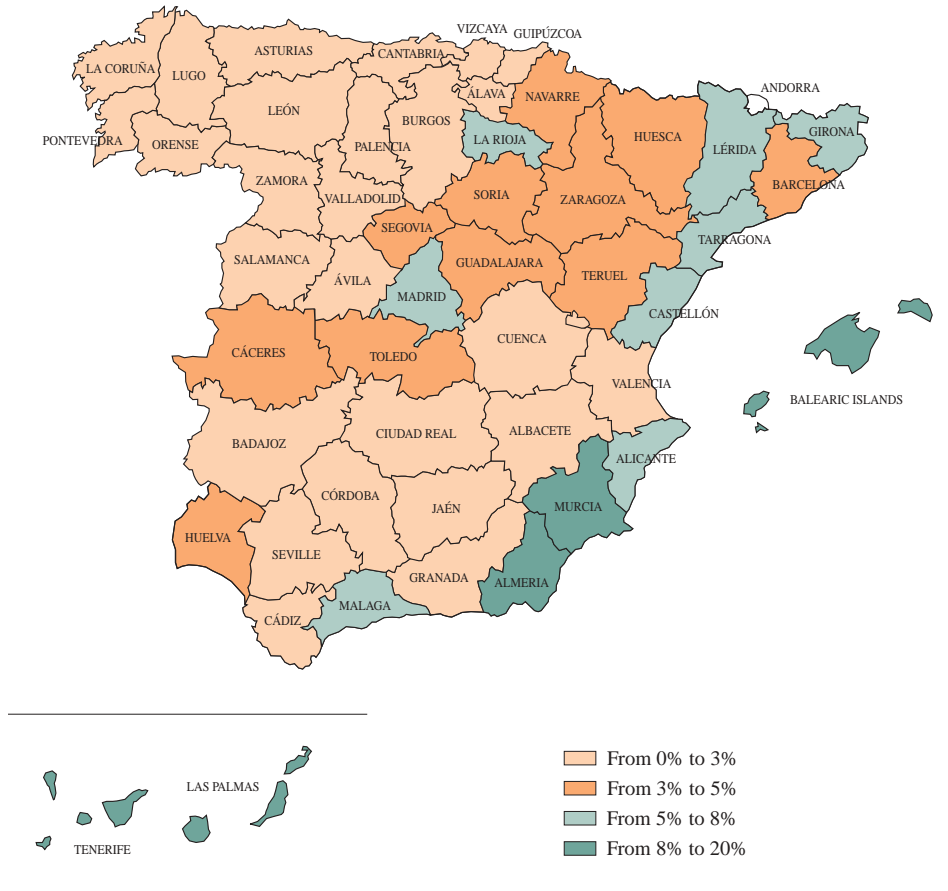 VIZCAYA
GUIPÚZCOA
ASTURIAS
CANTABRIA
LA CORUÑA
LUGO
ANDORRA
ÁLAVA
NAVARRE
LEÓN
BURGOS
GIRONA
HUESCA
PONTEVEDRA
ORENSE
PALENCIA
LA RIOJA
LÉRIDA
ZAMORA
BARCELONA
SORIA
VALLADOLID
ZARAGOZA
SEGOVIA
TARRAGONA
SALAMANCA
GUADALAJARA
TERUEL
ÁVILA
MADRID
CASTELLÓN
CUENCA
CÁCERES
TOLEDO
VALENCIA
BALEARIC ISLANDS
BADAJOZ
CIUDAD REAL
ALBACETE
ALICANTE
CÓRDOBA
JAÉN
MURCIA
HUELVA
SEVILLE
GRANADA
ALMERIA
MALAGA
CÁDIZ
LAS PALMAS
TENERIFE
From 0% to 3%
From 3% to 5%
From 5% to 8%
From 8% to 20%